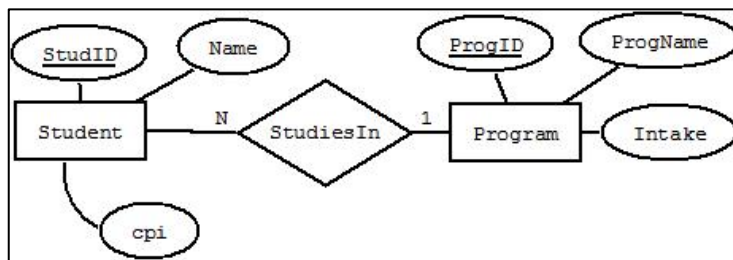 StudID
Name
ProgID
ProgName
Student
N
StudiesIn
1
Program
Intake
cpi